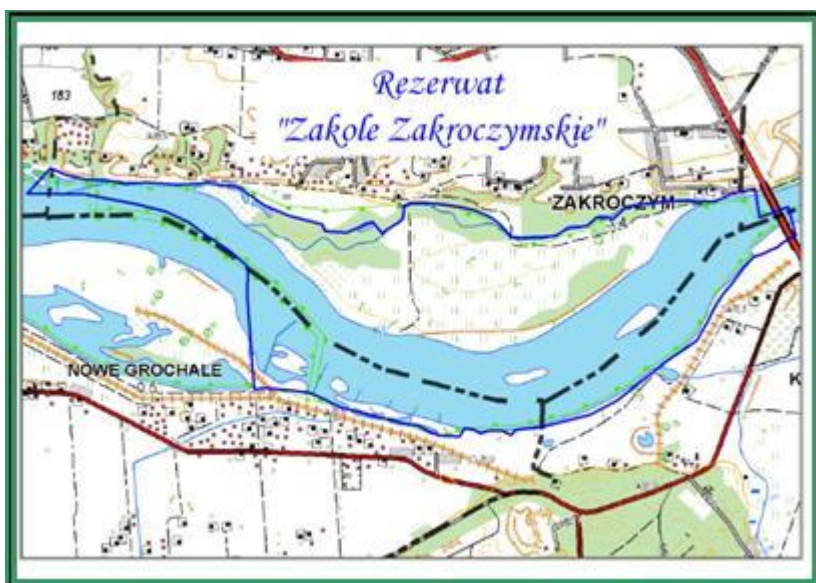 Rezerwat
"Zakole Zakroczymskie"
183
ZAKROCZYM
NOWE GROCHALE
K